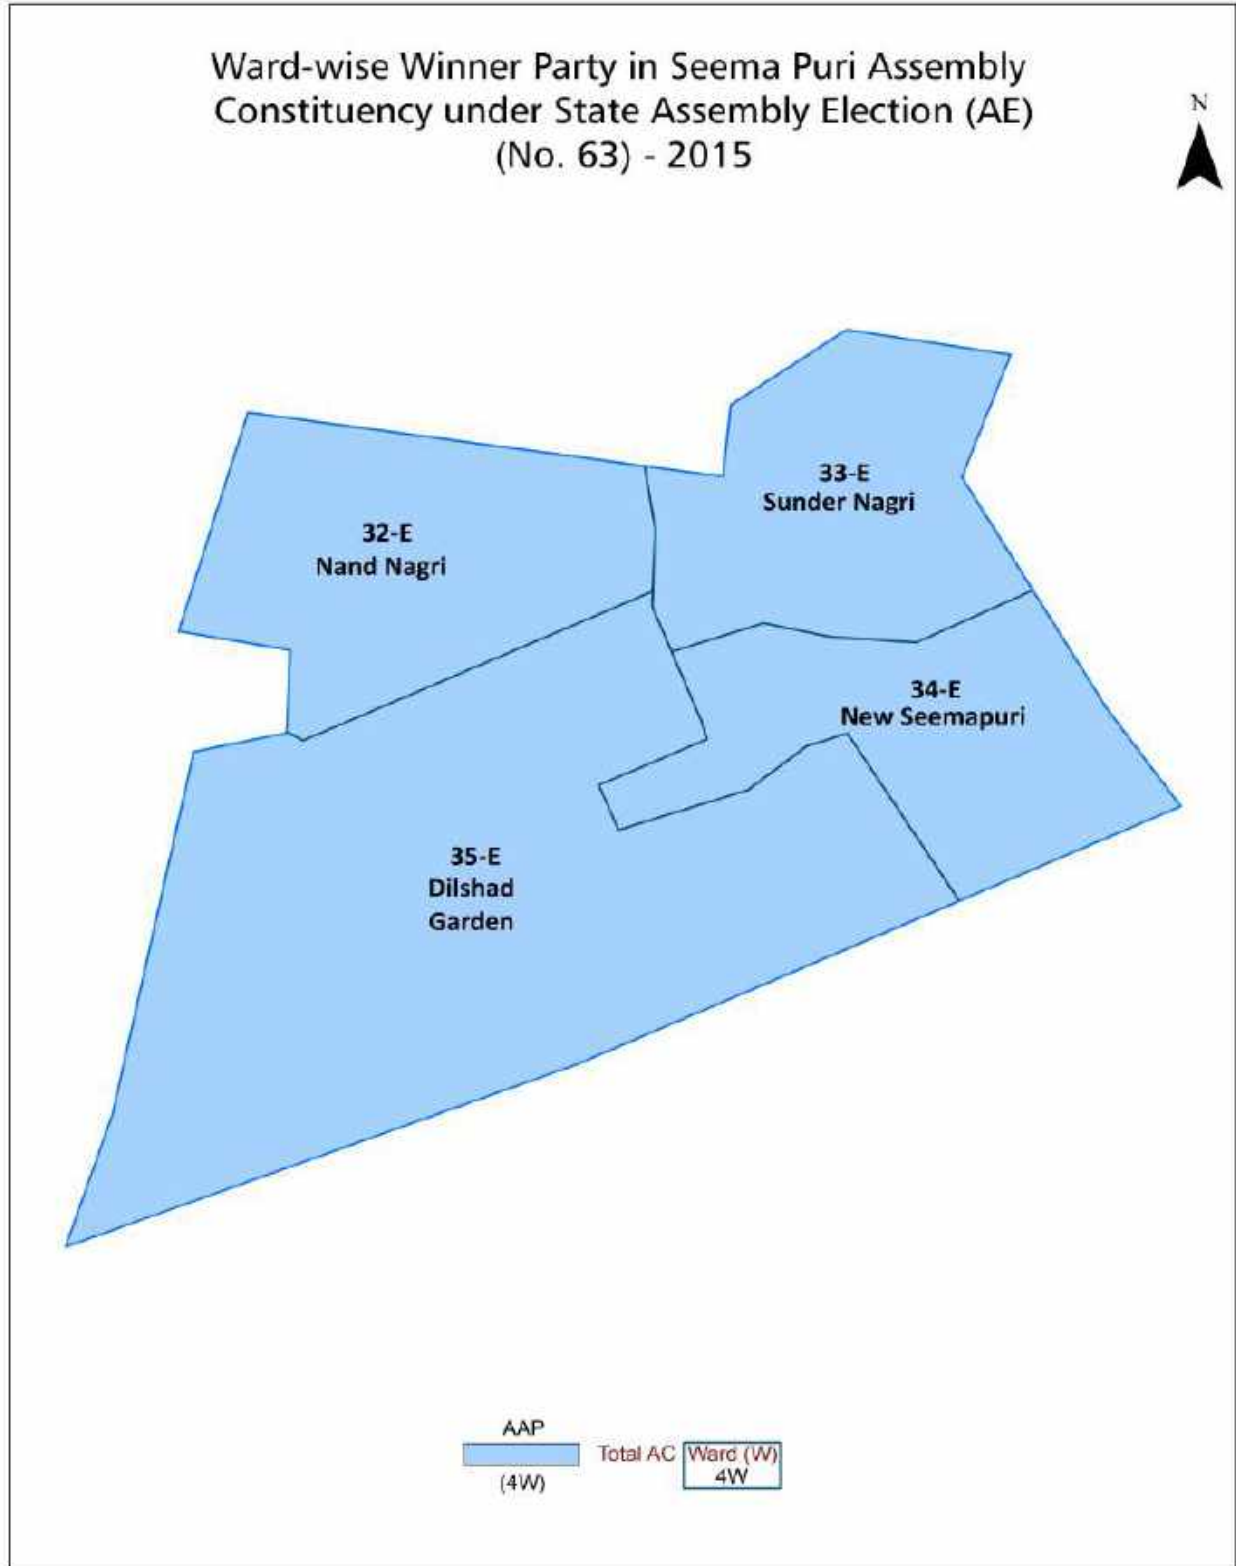 Ward-wise Winner Party in Seema Puri Assembly
Constituency under State Assembly Election (AE)
(No. 63) - 2015
N
33-E
Sunder Nagri
32-E
Nand Nagri
34-E
New Seemapuri
35-E
Dilshad
Garden
AAP
(4W)
Total AC
Ward (W)
4W